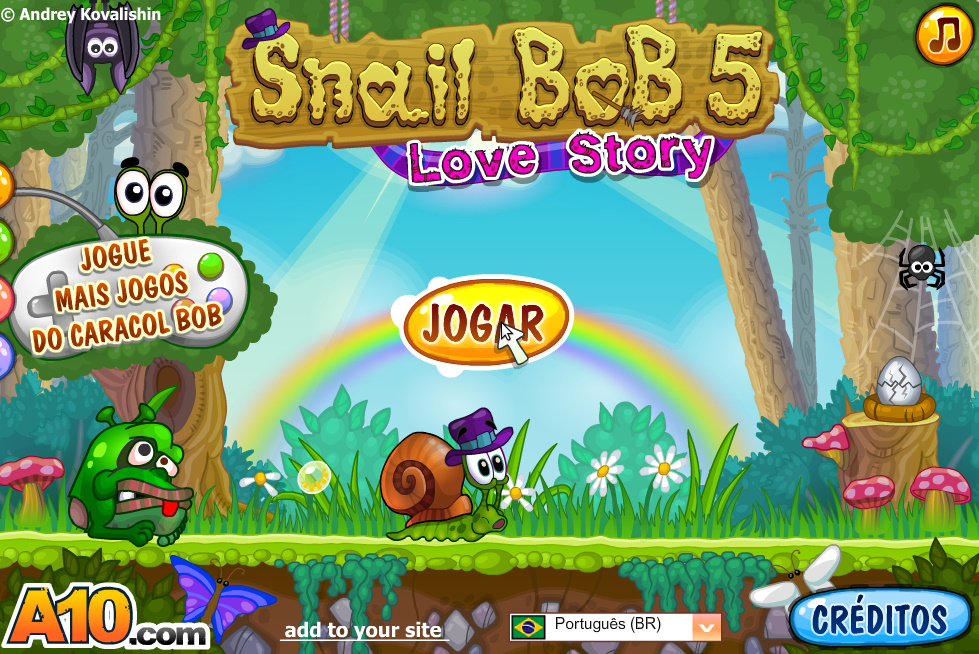 © Andrey Kovalishin
Snail BoB 5
Love Story
JOGUE
MAIS JOGOS
DO CARACOL BOB
JOGAR
A10.com
add to your site
Português (BR)
CRÉDITOS